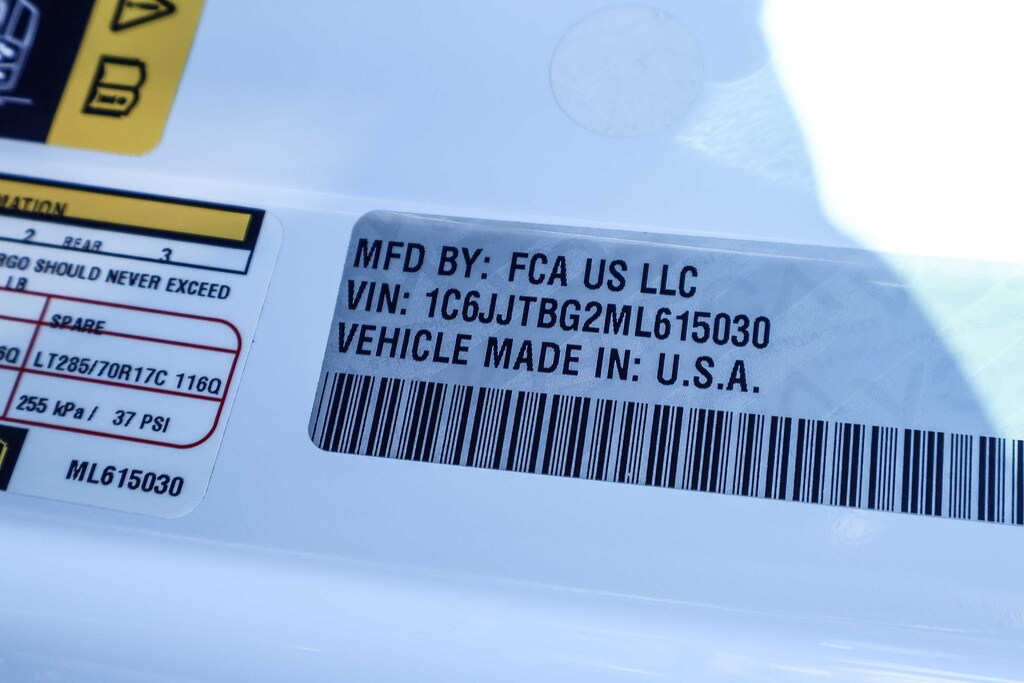 MATION
2 REAR 3
RGO SHOULD NEVER EXCEED
LB
SPARE
6Q LT285/70R17C 116Q
255 kPa / 37 PSI
ML615030
MFD BY: FCA US LLC
VIN: 1C6JJTBG2ML615030
VEHICLE MADE IN: U.S.A.